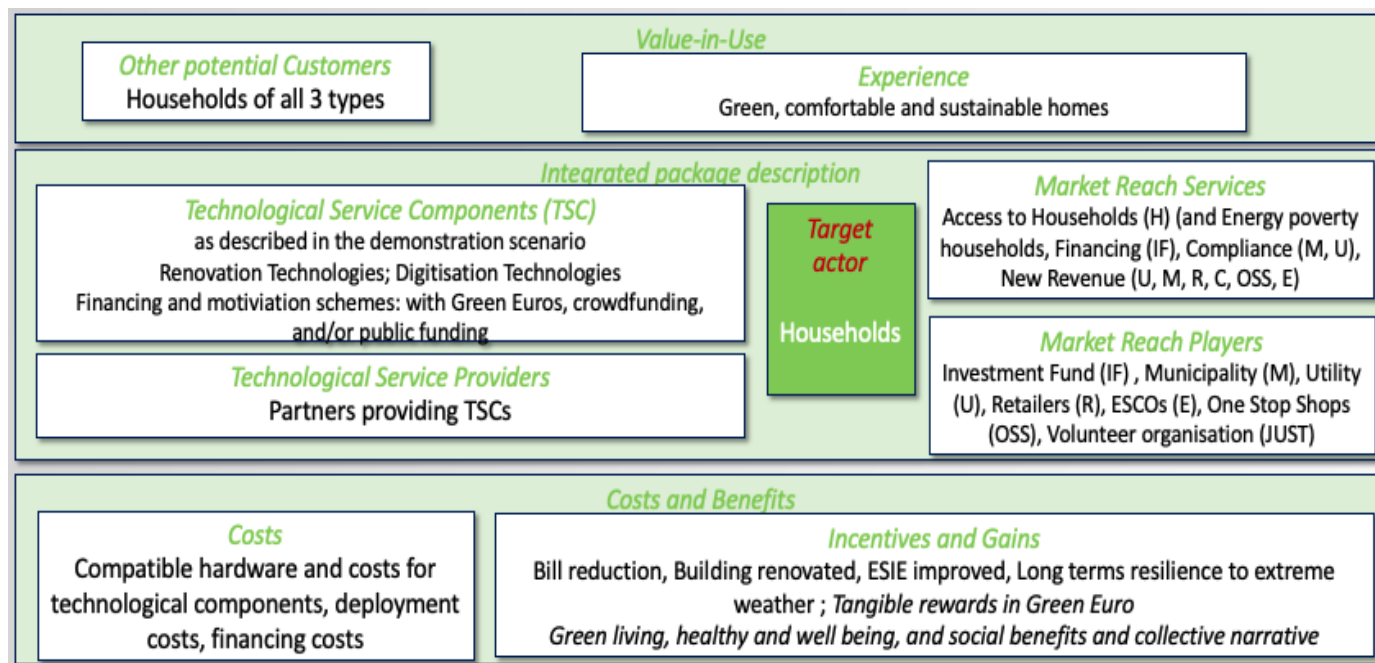 Value-in-Use
Other potential Customers
Households of all 3 types
Experience
Green, comfortable and sustainable homes
Integrated package description
Technological Service Components (TSC)
as described in the demonstration scenario
Renovation Technologies; Digitisation Technologies
Financing and motiviation schemes: with Green Euros, crowdfunding,
and/or public funding
Technological Service Providers
Partners providing TSCs
Target
actor
Households
Market Reach Services
Access to Households (H) (and Energy poverty
households, Financing (IF), Compliance (M, U),
New Revenue (U, M, R, C, OSS, E)
Market Reach Players
Investment Fund (IF) , Municipality (M), Utility
(U), Retailers (R), ESCOs (E), One Stop Shops
(OSS), Volunteer organisation (JUST)
Costs and Benefits
Costs
Compatible hardware and costs for
technological components, deployment
costs, financing costs
Incentives and Gains
Bill reduction, Building renovated, ESIE improved, Long terms resilience to extreme
weather ; Tangible rewards in Green Euro
Green living, healthy and well being, and social benefits and collective narrative